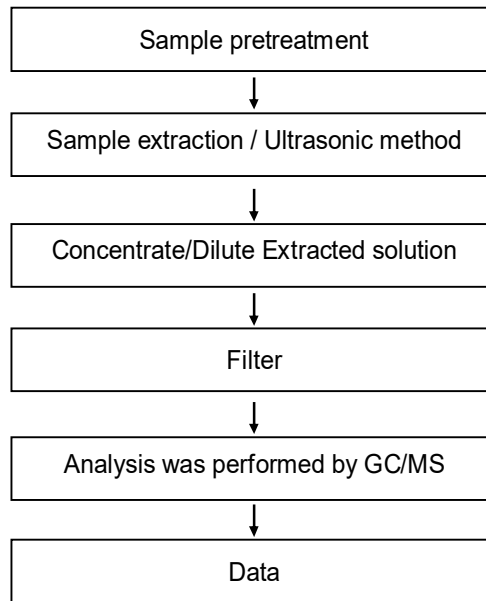 Sample pretreatment
Sample extraction / Ultrasonic method
Concentrate/Dilute Extracted solution
Filter
Analysis was performed by GC/MS
Data